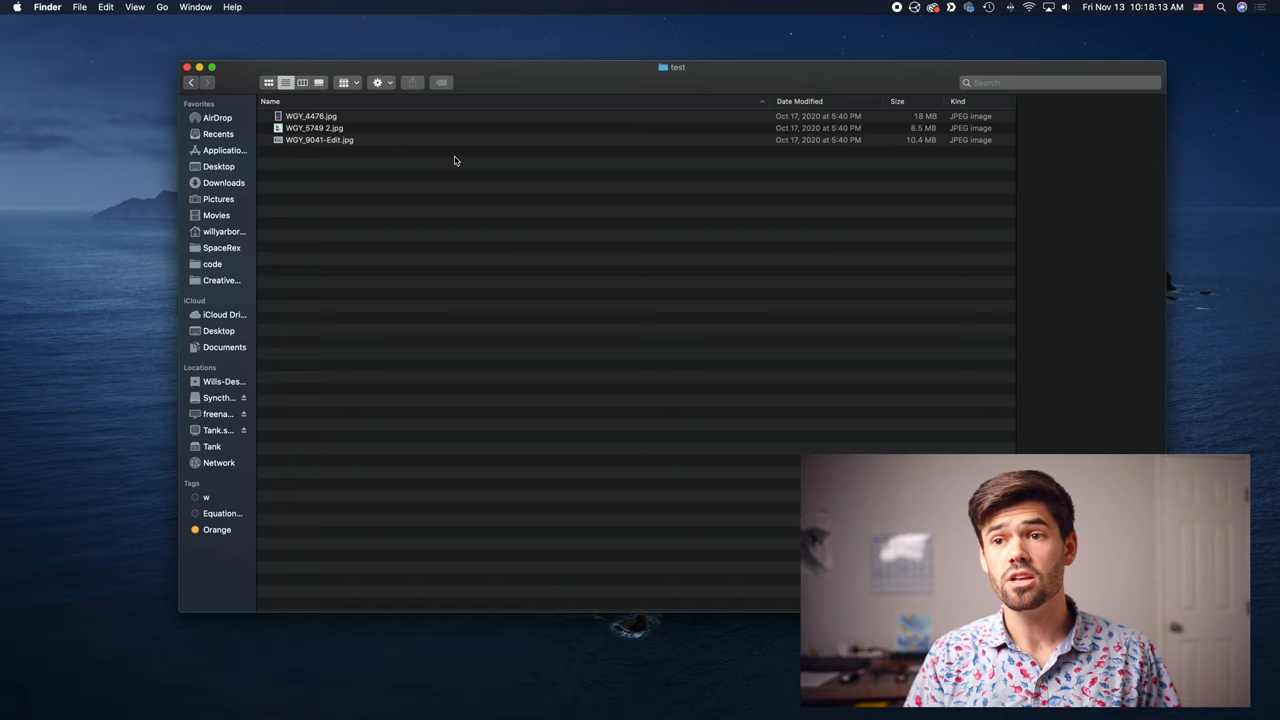 Finder File Edit View Go Window Help
Fri Nov 13 10:18:13 AM
test
Search
Favorites
AirDrop
Recents
Applicatio...
Desktop
Downloads
Pictures
Movies
willyarbor...
SpaceRex
code
Creative...
iCloud
iCloud Dri...
Desktop
Documents
Locations
Wills-Des...
Syncth...
freena...
Tank.s...
Tank
Network
Tags
w
Equation...
Orange
Name Date Modified Size Kind
WGY_4476.jpg Oct 17, 2020 at 5:40 PM 18 MB JPEG image
WGY_5749 2.jpg Oct 17, 2020 at 5:40 PM 8.5 MB JPEG image
WGY_9041-Edit.jpg Oct 17, 2020 at 5:40 PM 10.4 MB JPEG image